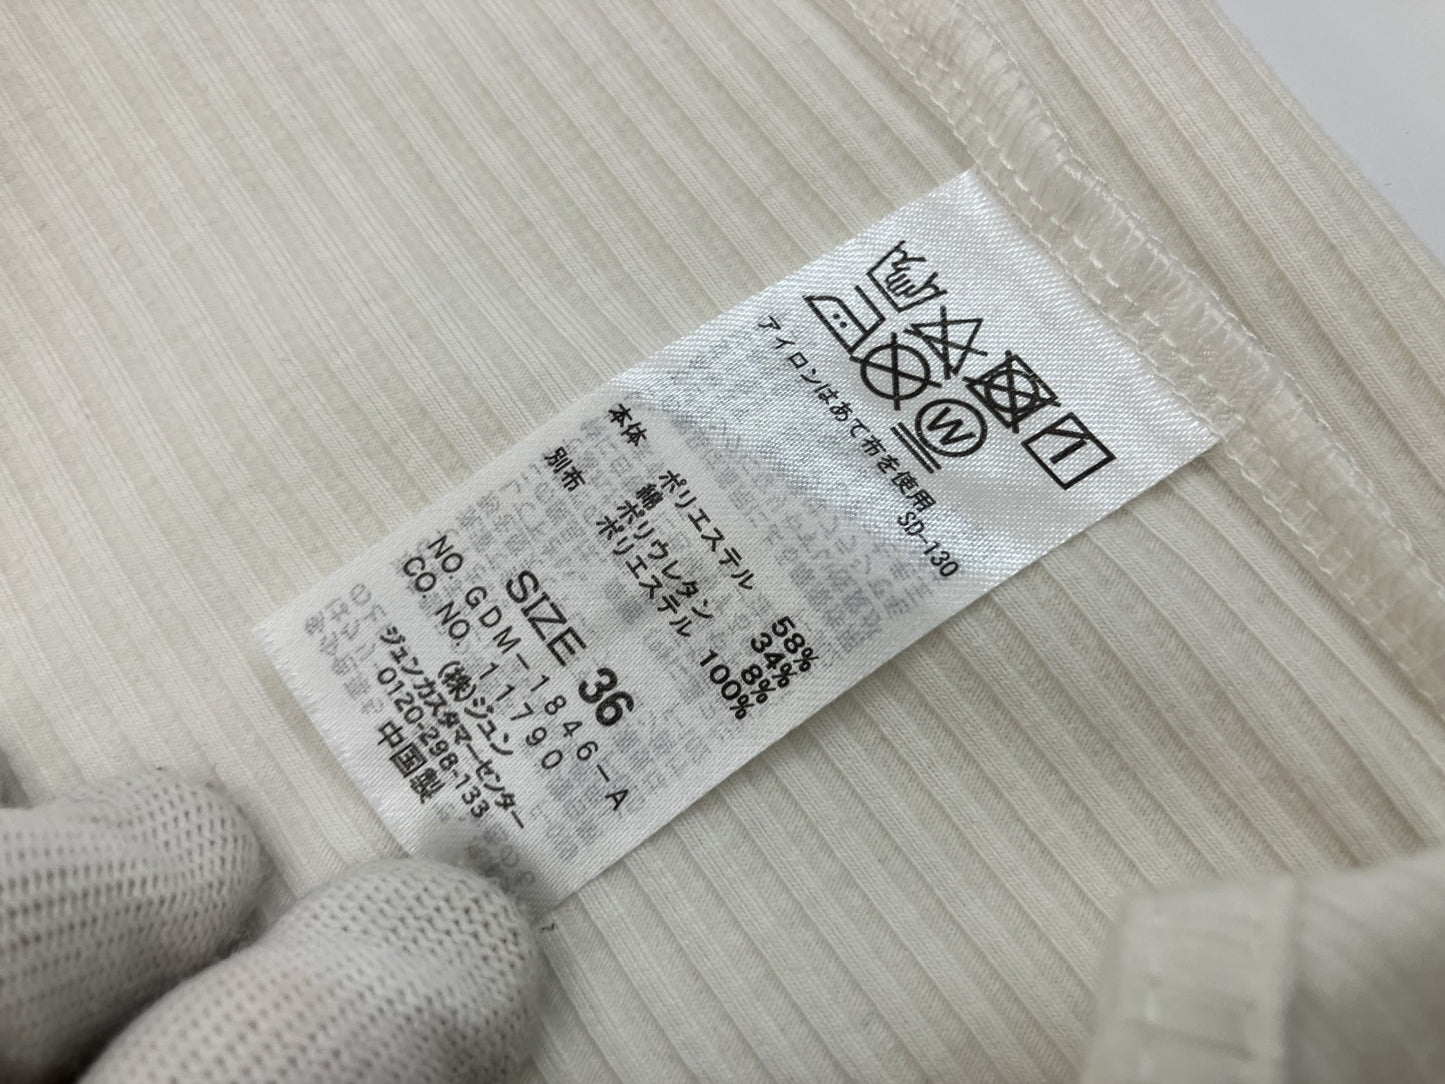 アイロンはあて布を使用
SD-130
本体 ポリエステル 58%
綿 34%
ポリウレタン 8%
別布 ポリエステル 100%
SIZE 36
NO. GDM-1846-A
CO. NO. 11790
(株)ジュン
ジュンカスタマーセンター
0120-298-133
中国製